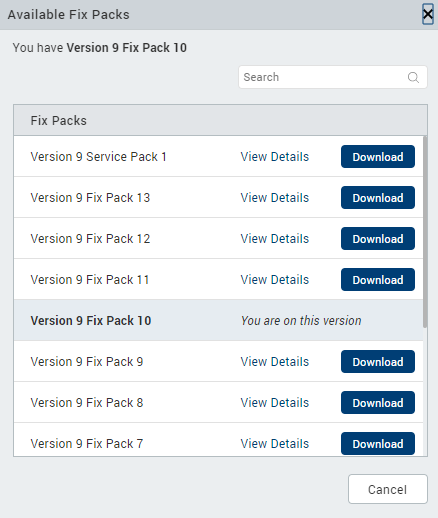 Available Fix Packs
You have Version 9 Fix Pack 10
Search
Fix Packs
Version 9 Service Pack 1 View Details Download
Version 9 Fix Pack 13 View Details Download
Version 9 Fix Pack 12 View Details Download
Version 9 Fix Pack 11 View Details Download
Version 9 Fix Pack 10 You are on this version
Version 9 Fix Pack 9 View Details Download
Version 9 Fix Pack 8 View Details Download
Version 9 Fix Pack 7 View Details Download
Cancel